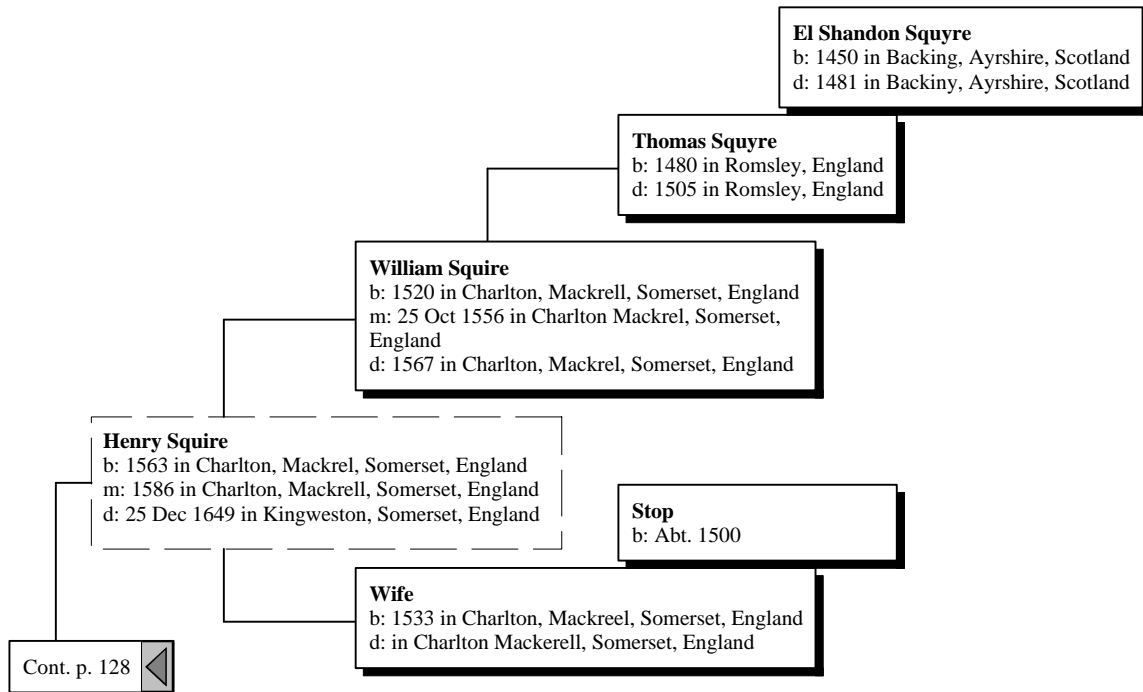 El Shandon Squyre
b: 1450 in Backing, Ayrshire, Scotland
d: 1481 in Backiny, Ayrshire, Scotland
Thomas Squyre
b: 1480 in Romsley, England
d: 1505 in Romsley, England
William Squire
b: 1520 in Charlton, Mackrell, Somerset, England
m: 25 Oct 1556 in Charlton Mackrel, Somerset,
England
d: 1567 in Charlton, Mackrel, Somerset, England
Henry Squire
b: 1563 in Charlton, Mackrel, Somerset, England
m: 1586 in Charlton, Mackrell, Somerset, England
d: 25 Dec 1649 in Kingweston, Somerset, England
Stop
b: Abt. 1500
Wife
b: 1533 in Charlton, Mackreel, Somerset, England
d: in Charlton Mackerell, Somerset, England
Cont. p. 128